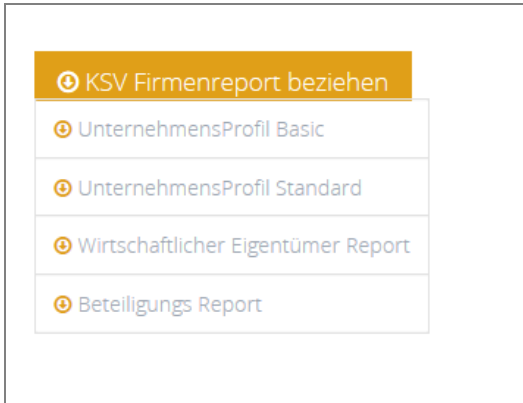 KSV Firmenreport beziehen
UnternehmensProfil Basic
UnternehmensProfil Standard
Wirtschaftlicher Eigentümer Report
Beteiligungs Report